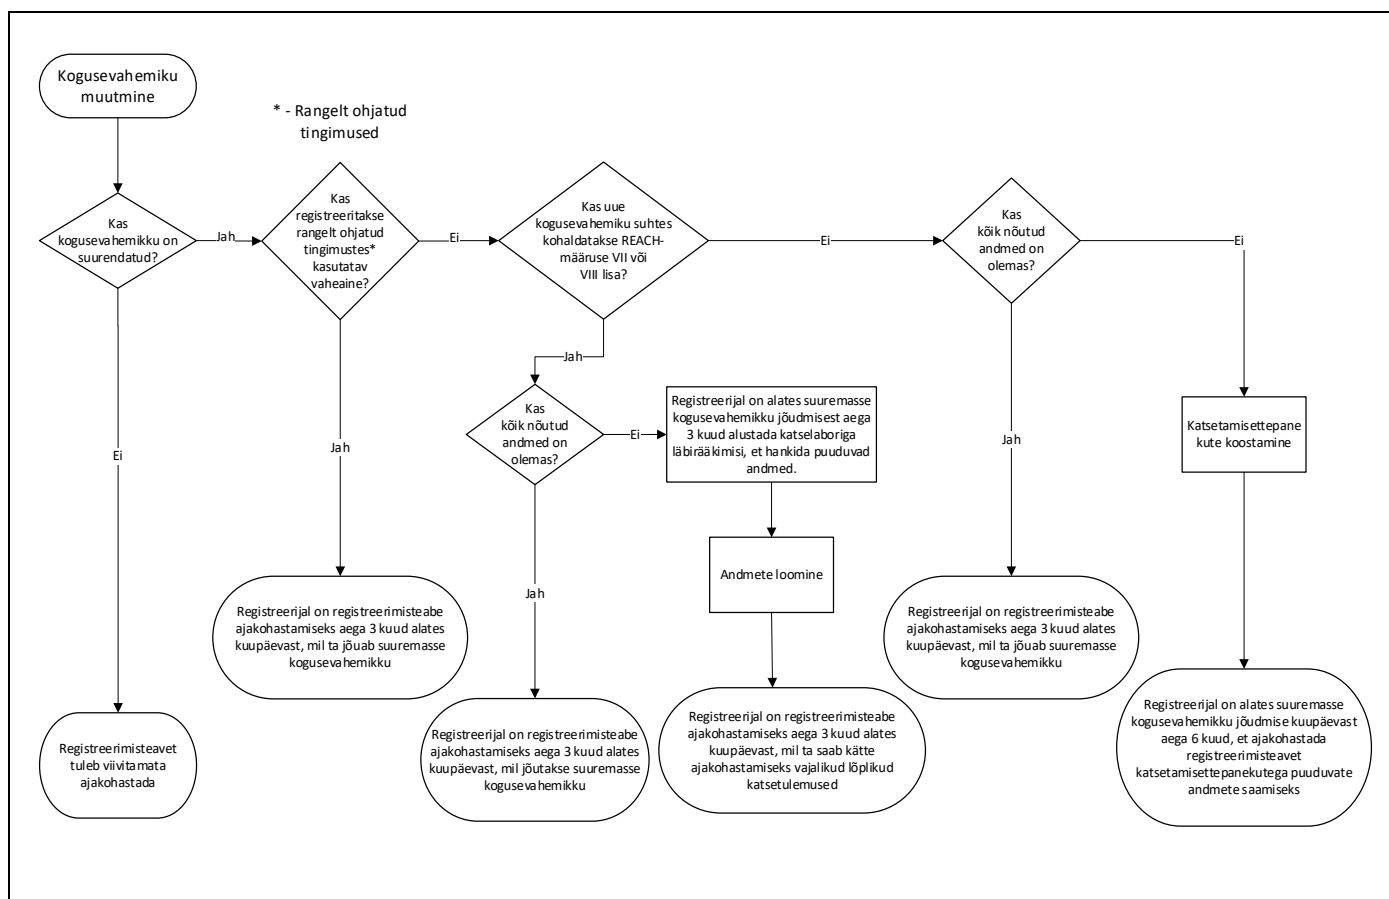 Kogusevahemiku
muutmine
* - Rangelt ohjatud
tingimused
Kas
kogusevahemikku on
suurendatud?
Jah
Kas
registreeritakse
rangelt ohjatud
tingimustes*
kasutatav
vaheaine?
Ei
Kas uue
kogusevahemiku suhtes
kohaldatakse REACH-
määruse VII või
VIII lisa?
Ei
Kas
kõik nõutud
andmed on
olemas?
Ei
Jah
Kas
kõik nõutud
andmed on
olemas?
Ei
Registreerijal on alates suuremasse
kogusevahemikku jõudmisest aega
3 kuud alustada katselaboriga
läbirääkimisi, et hankida puuduvad
andmed.
Katsetamisettepane
kute koostamine
Ei
Jah
Jah
Andmete loomine
Jah
Registreerijal on registreerimisteabe
ajakohastamiseks aega 3 kuud alates
kuupäevast, mil ta jõuab suuremasse
kogusevahemikku
Registreerijal on registreerimisteabe
ajakohastamiseks aega 3 kuud alates
kuupäevast, mil ta jõuab suuremasse
kogusevahemikku
Registreerimisteavet
tuleb viivitamata
ajakohastada
Registreerijal on registreerimisteabe
ajakohastamiseks aega 3 kuud alates
kuupäevast, mil jõutakse suuremasse
kogusevahemikku
Registreerijal on registreerimisteabe
ajakohastamiseks aega 3 kuud alates
kuupäevast, mil ta saab kätte
ajakohastamiseks vajalikud lõplikud
katsetulemused
Registreerijal on alates suuremasse
kogusevahemikku jõudmise kuupäevast
aega 6 kuud, et ajakohastada
registreerimisteavet
katsetamisettepanekutega puuduvate
andmete saamiseks